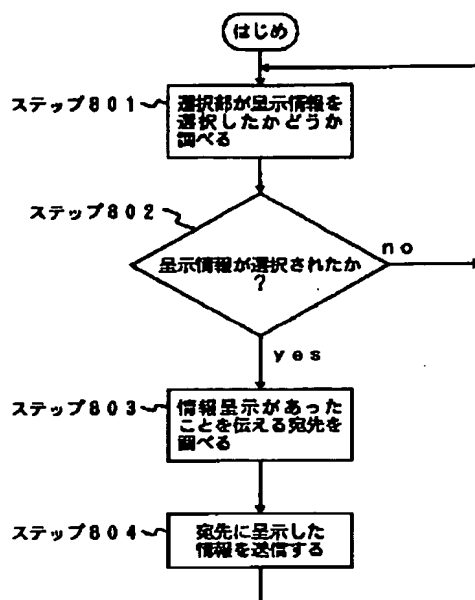 はじめ
ステップ801
選択部が呈示情報を
選択したかどうか
調べる
ステップ802
呈示情報が選択されたか
?
no
yes
ステップ803
情報呈示があった
ことを伝える宛先を
調べる
ステップ804
宛先に呈示した
情報を送信する